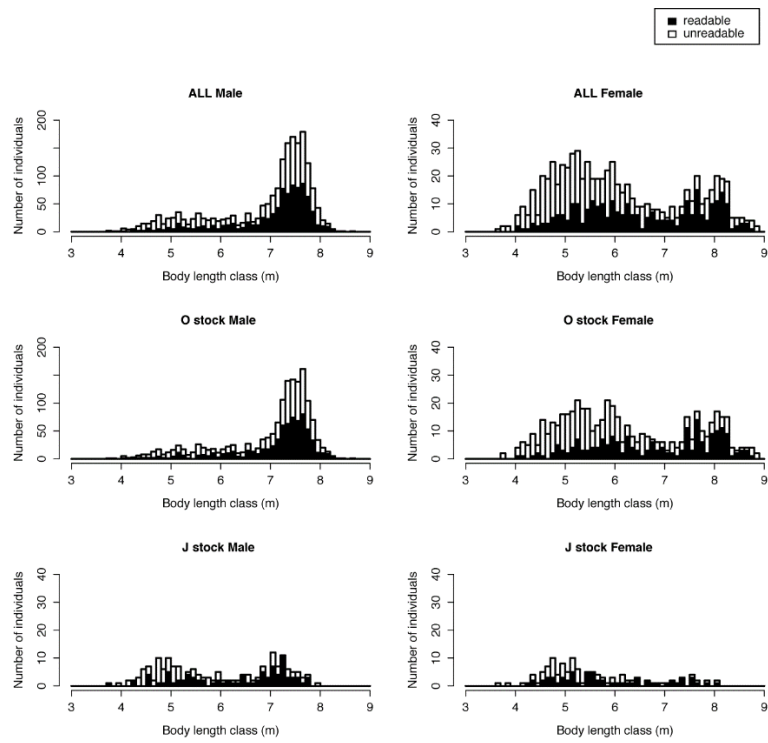 readable
unreadable
ALL Male
Number of individuals
0 50 100 200
3 4 5 6 7 8 9
Body length class (m)
ALL Female
Number of individuals
0 10 20 30 40
3 4 5 6 7 8 9
Body length class (m)
O stock Male
Number of individuals
0 50 100 200
3 4 5 6 7 8 9
Body length class (m)
O stock Female
Number of individuals
0 10 20 30 40
3 4 5 6 7 8 9
Body length class (m)
J stock Male
Number of individuals
0 10 20 30 40
3 4 5 6 7 8 9
Body length class (m)
J stock Female
Number of individuals
0 10 20 30 40
3 4 5 6 7 8 9
Body length class (m)